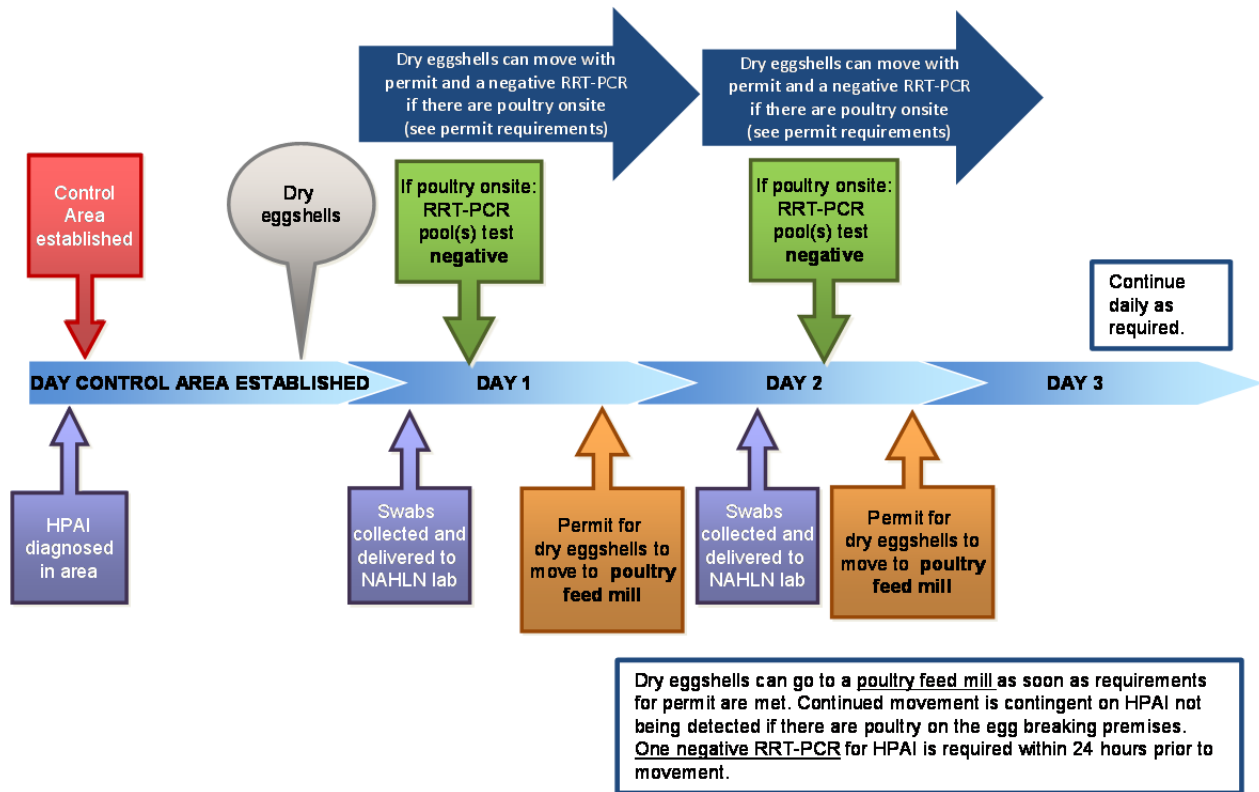 Dry eggshells can move with
permit and a negative RRT-PCR
if there are poultry onsite
(see permit requirements)
Dry eggshells can move with
permit and a negative RRT-PCR
if there are poultry onsite
(see permit requirements)
Control
Area
established
Dry
eggshells
If poultry onsite:
RRT-PCR
pool(s) test
negative
If poultry onsite:
RRT-PCR
pool(s) test
negative
Continue
daily as
required.
DAY CONTROL AREA ESTABLISHED
DAY 1
DAY 2
DAY 3
HPAI
diagnosed
in area
Swabs
collected and
delivered to
NAHLN lab
Permit for
dry eggshells to
move to poultry
feed mill
Swabs
collected and
delivered to
NAHLN lab
Permit for
dry eggshells to
move to poultry
feed mill
Dry eggshells can go to a poultry feed mill as soon as requirements
for permit are met. Continued movement is contingent on HPAI not
being detected if there are poultry on the egg breaking premises.
One negative RRT-PCR for HPAI is required within 24 hours prior to
movement.